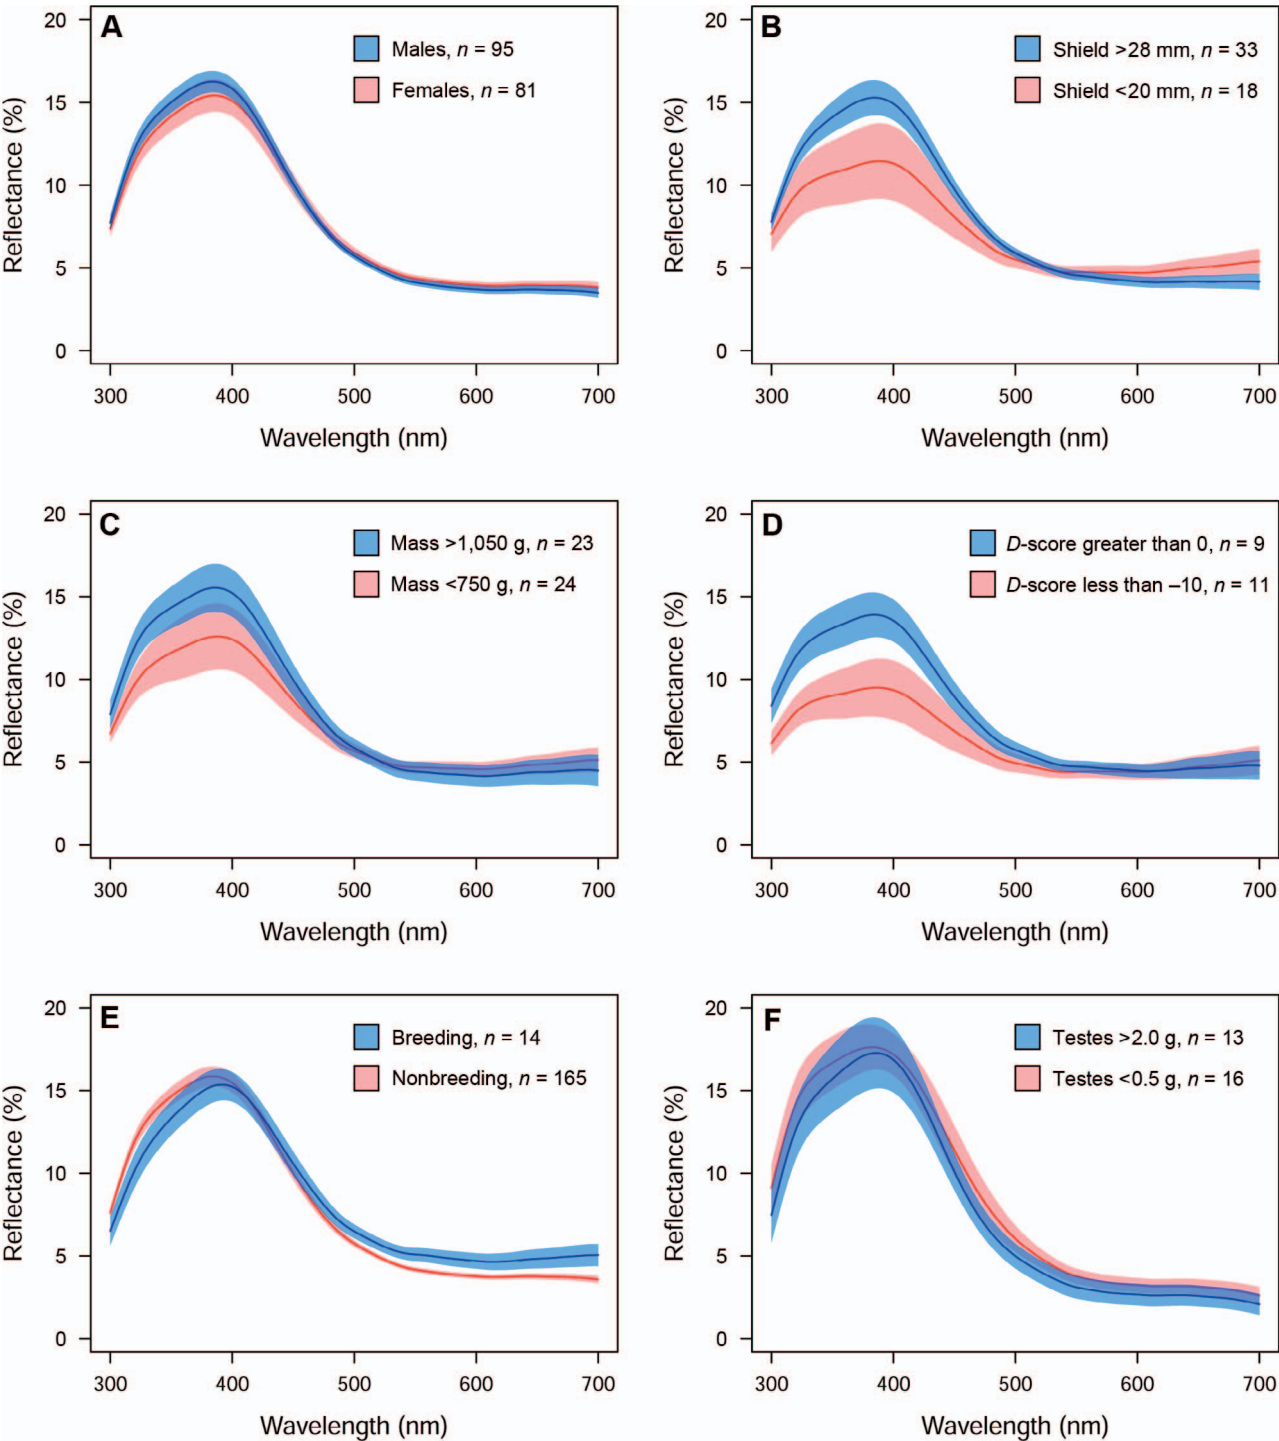 A
Males, n = 95
Females, n = 81
20
15
10
5
0
Reflectance (%)
300 400 500 600 700
Wavelength (nm)
B
Shield >28 mm, n = 33
Shield <20 mm, n = 18
20
15
10
5
0
Reflectance (%)
300 400 500 600 700
Wavelength (nm)
C
Mass >1,050 g, n = 23
Mass <750 g, n = 24
20
15
10
5
0
Reflectance (%)
300 400 500 600 700
Wavelength (nm)
D
D-score greater than 0, n = 9
D-score less than –10, n = 11
20
15
10
5
0
Reflectance (%)
300 400 500 600 700
Wavelength (nm)
E
Breeding, n = 14
Nonbreeding, n = 165
20
15
10
5
0
Reflectance (%)
300 400 500 600 700
Wavelength (nm)
F
Testes >2.0 g, n = 13
Testes <0.5 g, n = 16
20
15
10
5
0
Reflectance (%)
300 400 500 600 700
Wavelength (nm)